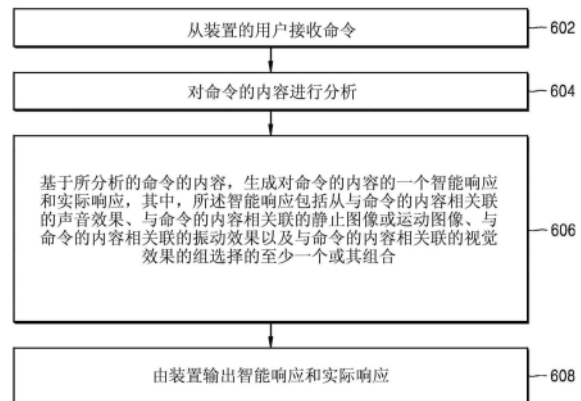 从装置的用户接收命令
602
对命令的内容进行分析
604
基于所分析的命令的内容，生成对命令的内容的一个智能响应
和实际响应，其中，所述智能响应包括从与命令的内容相关联
的声音效果、与命令的内容相关联的静止图像或运动图像、与
命令的内容相关联的振动效果以及与命令的内容相关联的视觉
效果的组选择的至少一个或其组合
606
由装置输出智能响应和实际响应
608